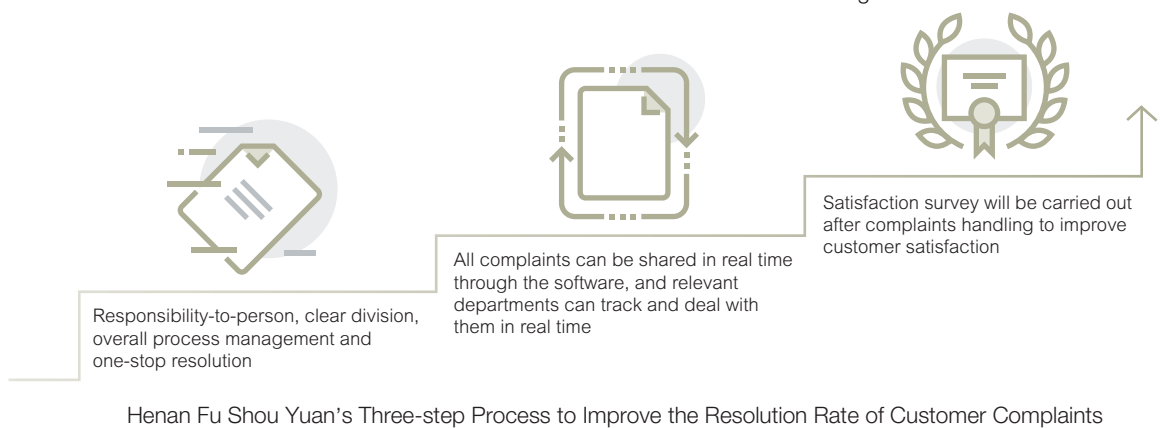 Responsibility-to-person, clear division,
overall process management and
one-stop resolution
All complaints can be shared in real time
through the software, and relevant
departments can track and deal with
them in real time
Satisfaction survey will be carried out
after complaints handling to improve
customer satisfaction
Henan Fu Shou Yuan’s Three-step Process to Improve the Resolution Rate of Customer Complaints